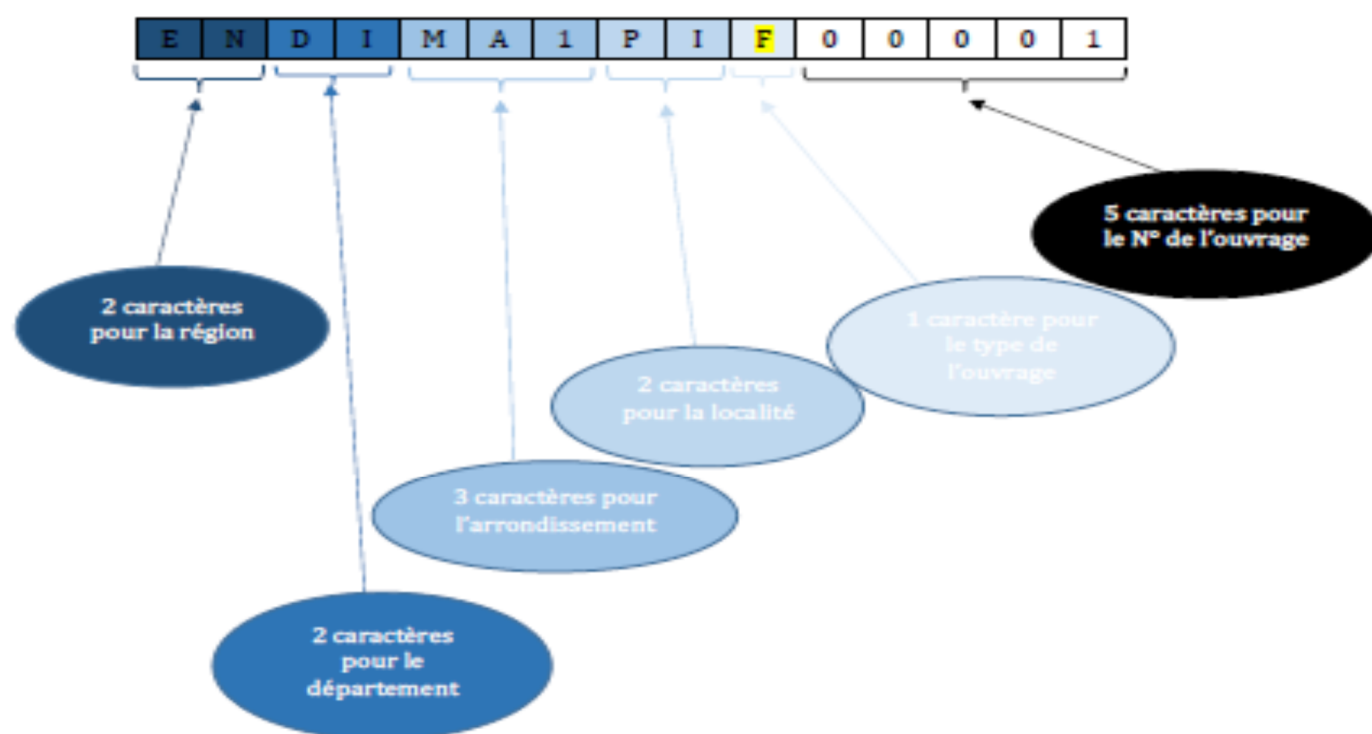 E N D I M A 1 P I F 0 0 0 0 1
5 caractères pour
le N° de l'ouvrage
2 caractères
pour la région
1 caractère pour
le type de
l'ouvrage
2 caractères
pour la localité
3 caractères pour
l'arrondissement
2 caractères
pour le
département